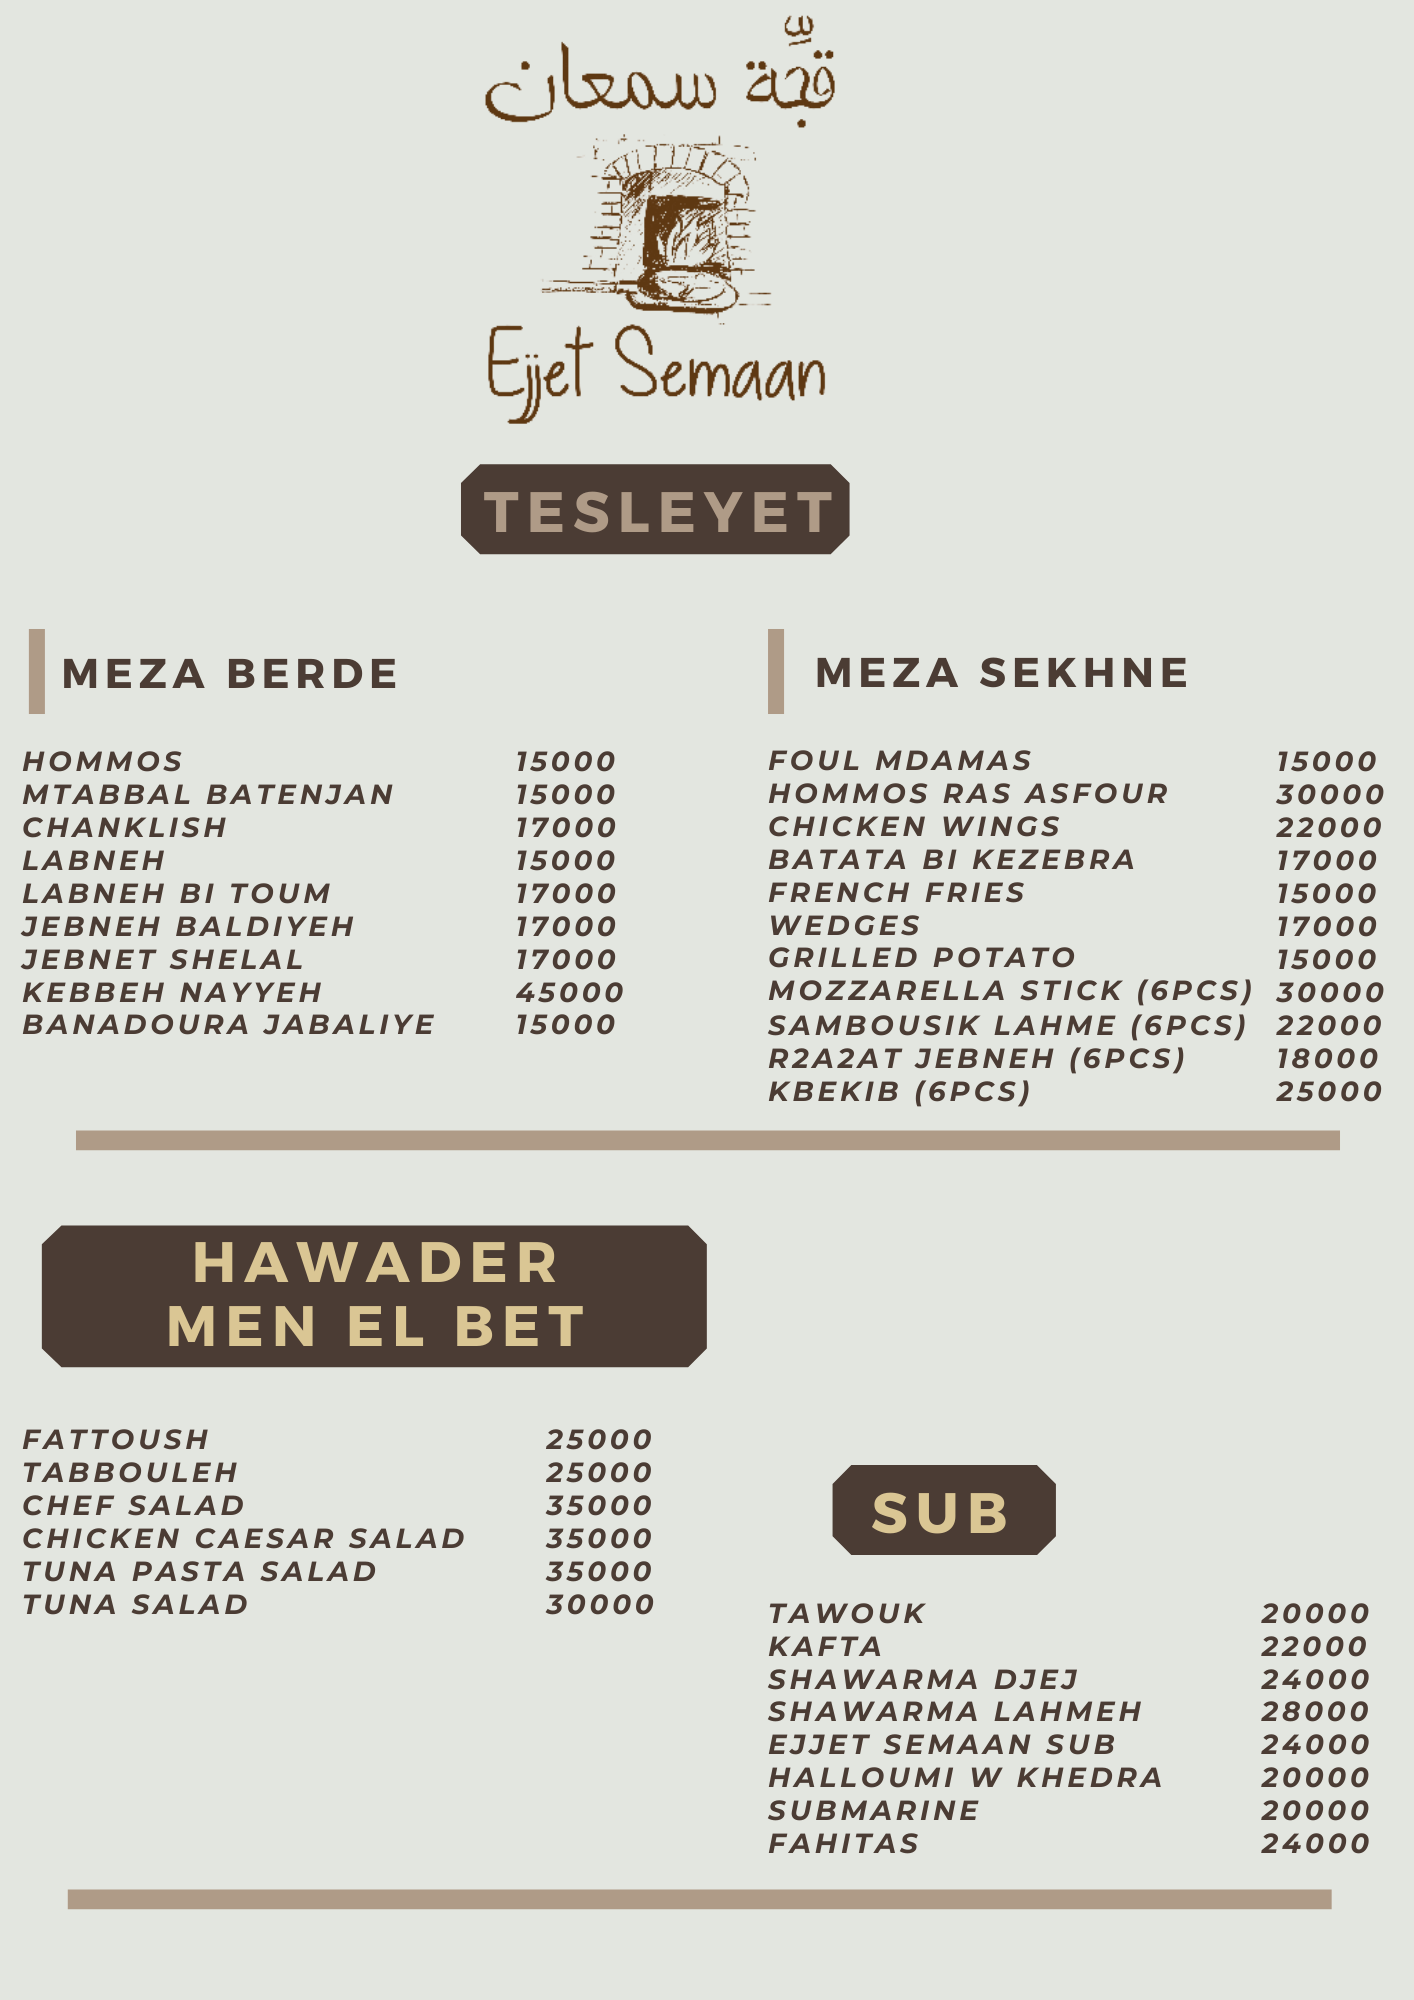 قجّة سمعان
Ejjet Semaan
TESLEYET
MEZA BERDE
HOMMOS 15000
MTABBAL BATENJAN 15000
CHANKLISH 17000
LABNEH 15000
LABNEH BI TOUM 17000
JEBNEH BALDIYEH 17000
JEBNET SHELAL 17000
KEBBEH NAYYEH 45000
BANADOURA JABALIYE 15000
MEZA SEKHNE
FOUL MDAMAS 15000
HOMMOS RAS ASFOUR 30000
CHICKEN WINGS 22000
BATATA BI KEZEBRA 17000
FRENCH FRIES 15000
WEDGES 17000
GRILLED POTATO 15000
MOZZARELLA STICK (6PCS) 30000
SAMBOUSIK LAHME (6PCS) 22000
R2A2AT JEBNEH (6PCS) 18000
KBEKIB (6PCS) 25000
HAWADER
MEN EL BET
FATTOUSH 25000
TABBOULEH 25000
CHEF SALAD 35000
CHICKEN CAESAR SALAD 35000
TUNA PASTA SALAD 35000
TUNA SALAD 30000
SUB
TAWOUK 20000
KAFTA 22000
SHAWARMA DJEJ 24000
SHAWARMA LAHMEH 28000
EJJET SEMAAN SUB 24000
HALLOUMI W KHEDRA 20000
SUBMARINE 20000
FAHITAS 24000